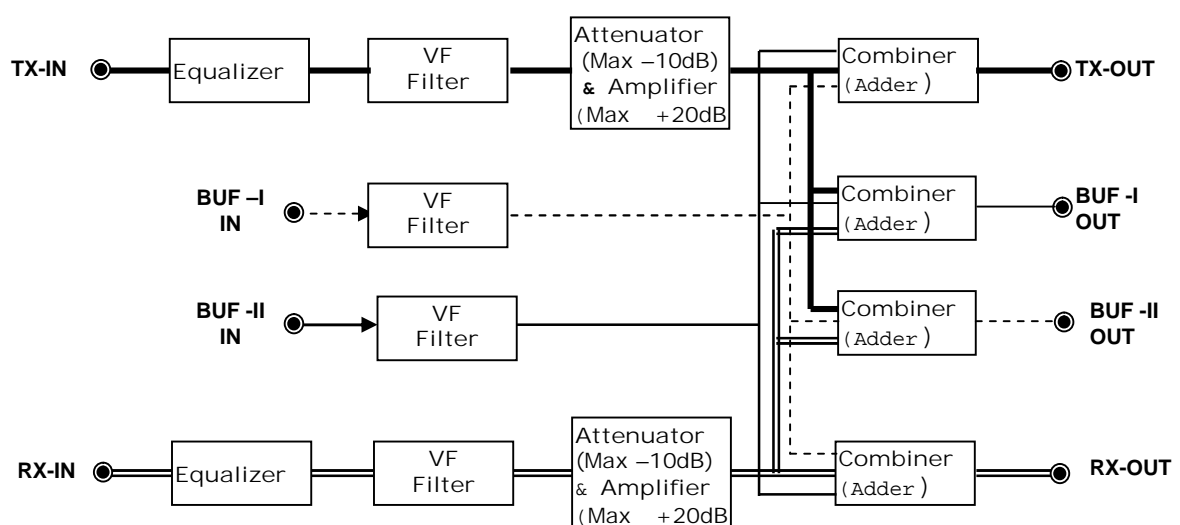 TX-IN
Equalizer
VF
Filter
Attenuator
(Max –10dB)
& Amplifier
(Max +20dB
Combiner
(Adder)
TX-OUT
BUF –I
IN
VF
Filter
Combiner
(Adder)
BUF -I
OUT
BUF -II
IN
VF
Filter
Combiner
(Adder)
BUF -II
OUT
RX-IN
Equalizer
VF
Filter
Attenuator
(Max –10dB)
& Amplifier
(Max +20dB
Combiner
(Adder)
RX-OUT